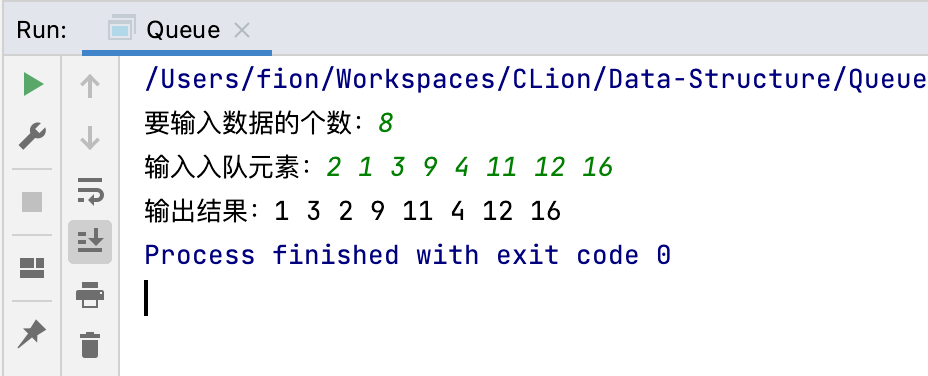 Run: Queue
/Users/fion/Workspaces/CLion/Data-Structure/Queue
要输入数据的个数：8
输入入队元素：2 1 3 9 4 11 12 16
输出结果：1 3 2 9 11 4 12 16
Process finished with exit code 0